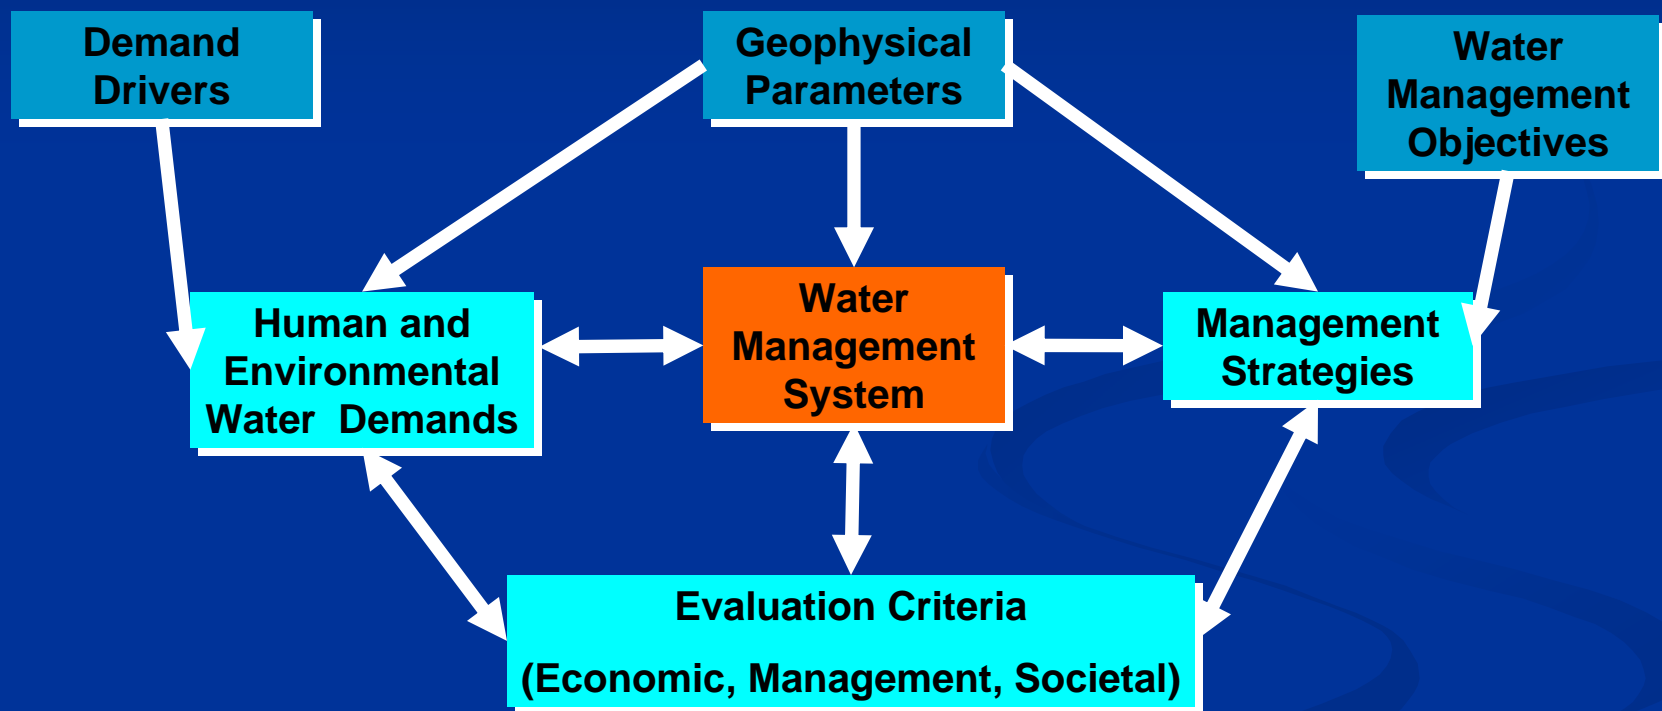 Demand
Drivers
Geophysical
Parameters
Water
Management
Objectives
Human and
Environmental
Water  Demands
Water
Management
System
Management
Strategies
Evaluation Criteria
(Economic, Management, Societal)